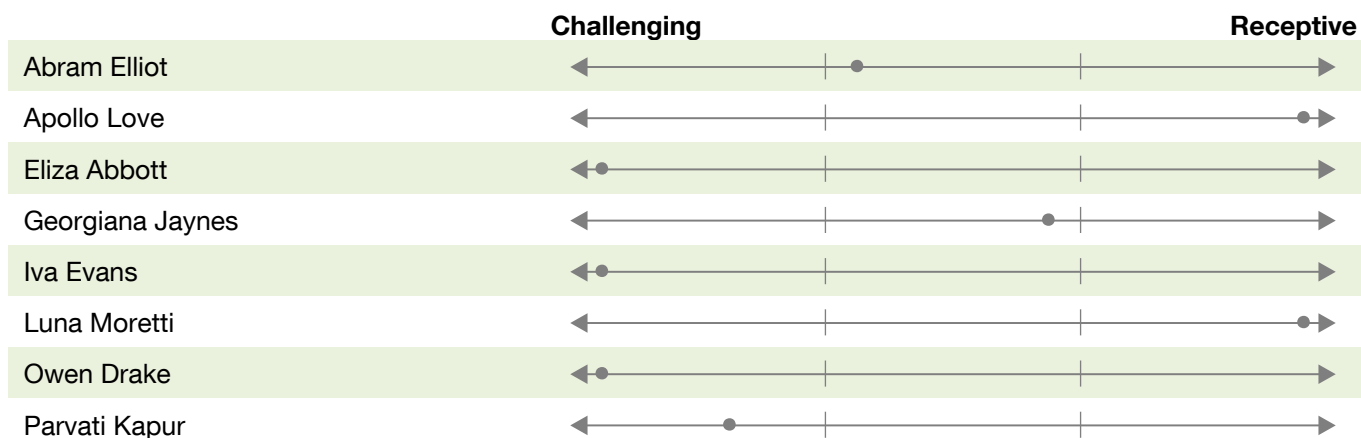 Challenging Receptive
Abram Elliot
Apollo Love
Eliza Abbott
Georgiana Jaynes
Iva Evans
Luna Moretti
Owen Drake
Parvati Kapur